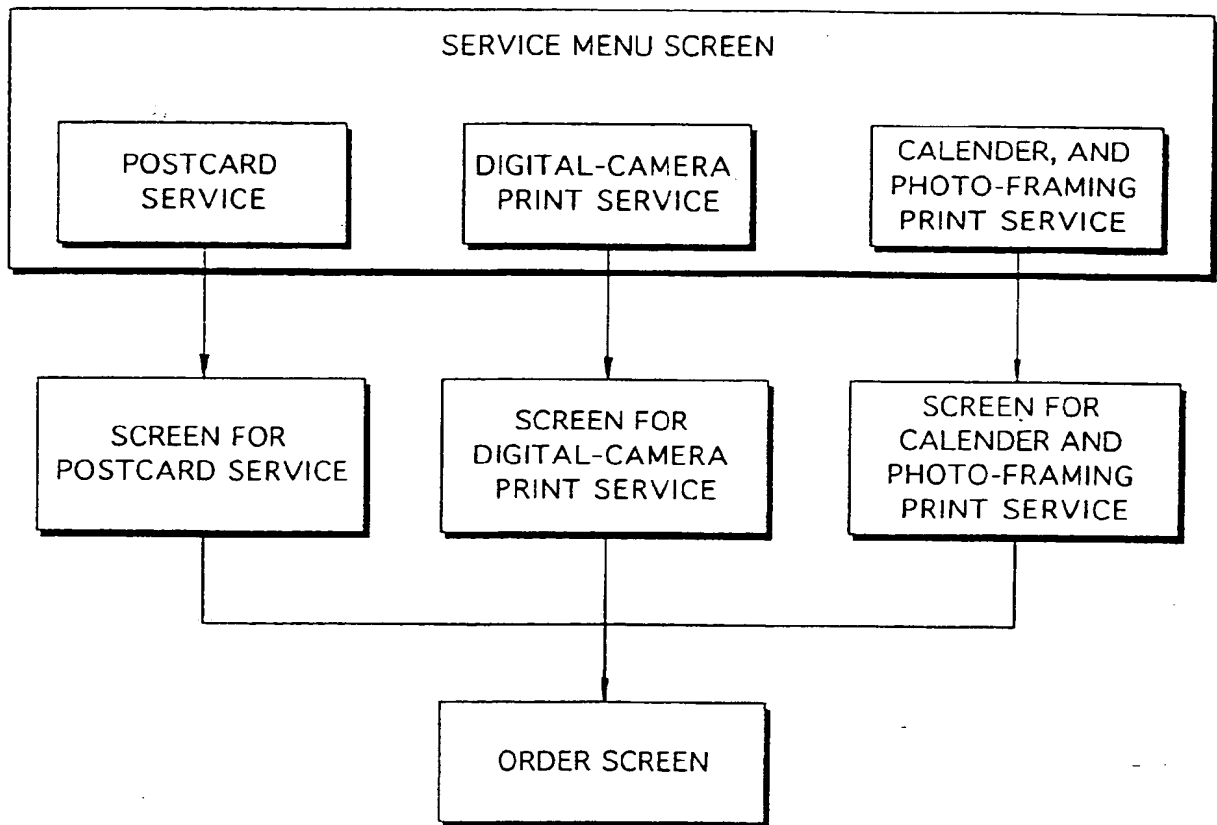 SERVICE MENU SCREEN
POSTCARD
SERVICE
DIGITAL-CAMERA
PRINT SERVICE
CALENDER, AND
PHOTO-FRAMING
PRINT SERVICE
SCREEN FOR
POSTCARD SERVICE
SCREEN FOR
DIGITAL-CAMERA
PRINT SERVICE
SCREEN FOR
CALENDER AND
PHOTO-FRAMING
PRINT SERVICE
ORDER SCREEN